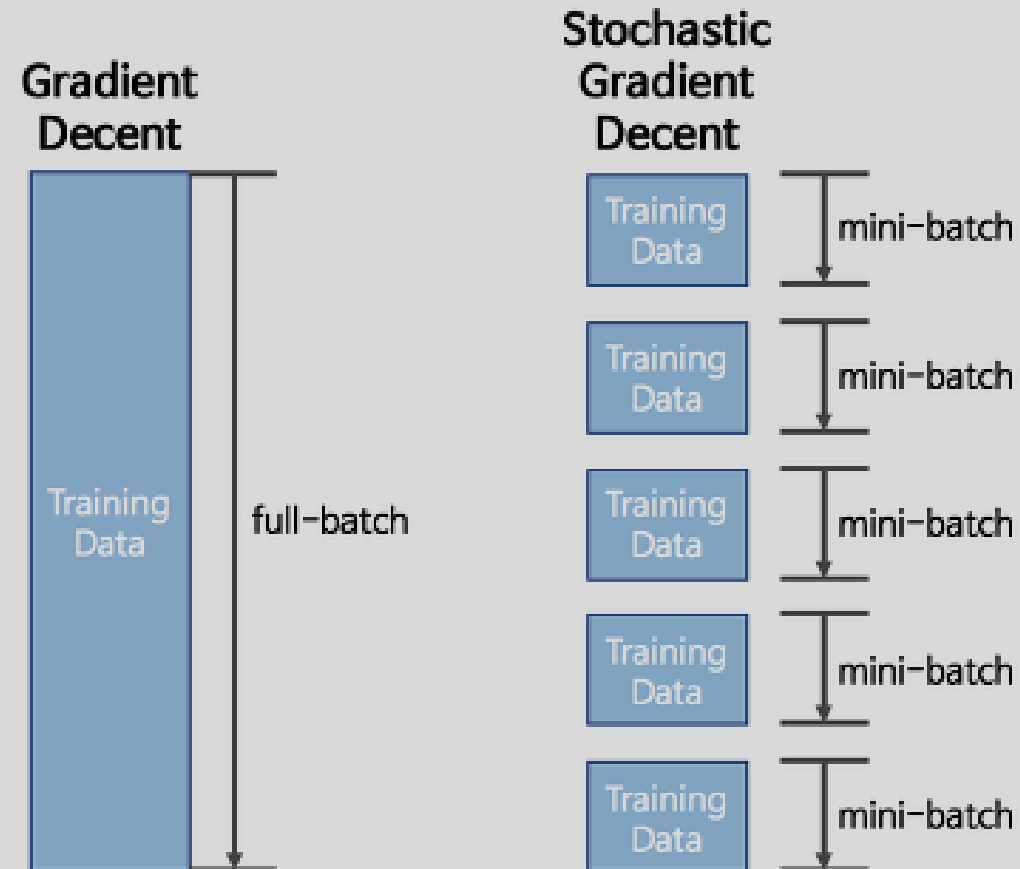 Gradient
Decent
Training
Data
full-batch
Stochastic
Gradient
Decent
Training
Data
mini-batch
Training
Data
mini-batch
Training
Data
mini-batch
Training
Data
mini-batch
Training
Data
mini-batch